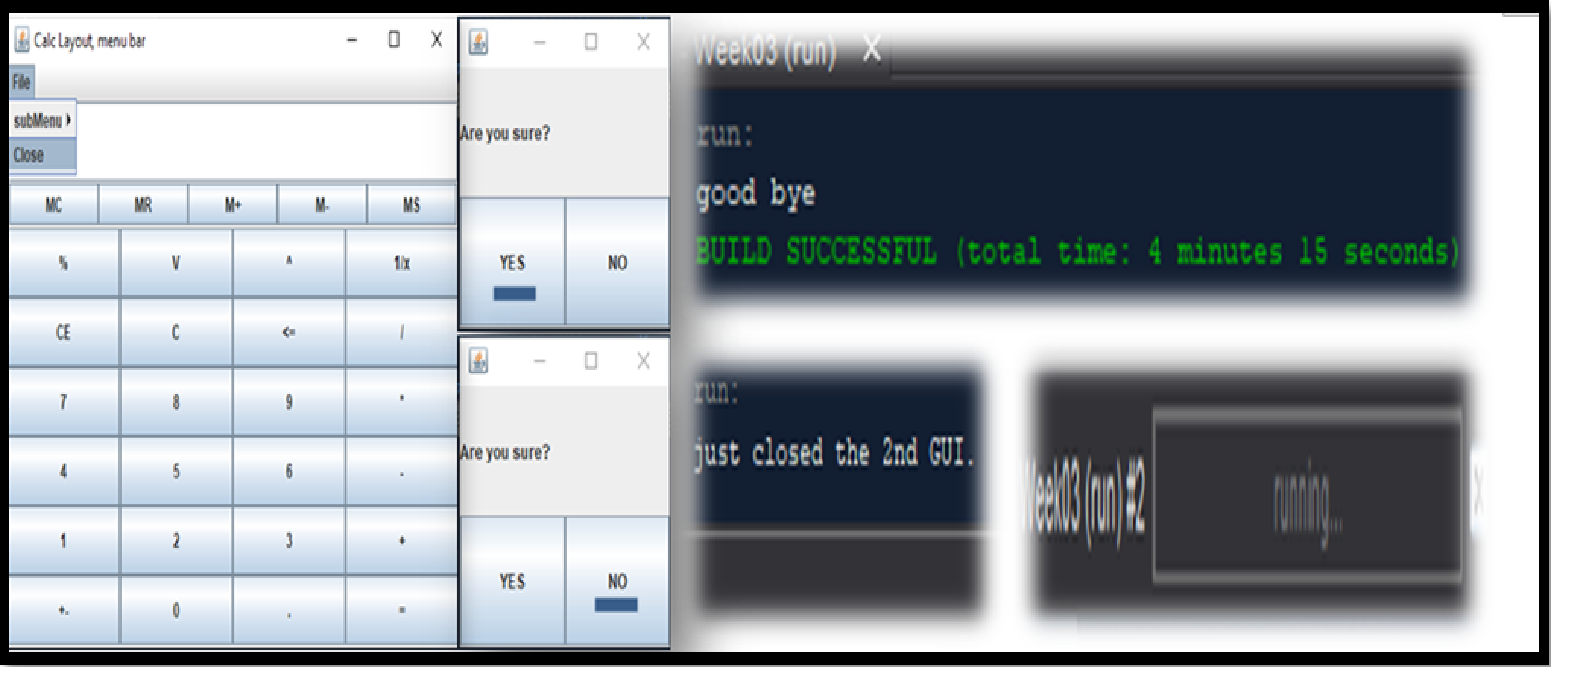 Calc Layout, menu bar
File
subMenu
Close
MC MR M+ M- MS
% V ^ 1/x
CE C <= /
7 8 9 *
4 5 6 -
1 2 3 +
+- 0 . =
Are you sure?
YES NO
Are you sure?
YES NO
Week03 (run) X
run:
good bye
BUILD SUCCESSFUL (total time: 4 minutes 15 seconds)
run:
just closed the 2nd GUI.
Week03 (run) #2 running...